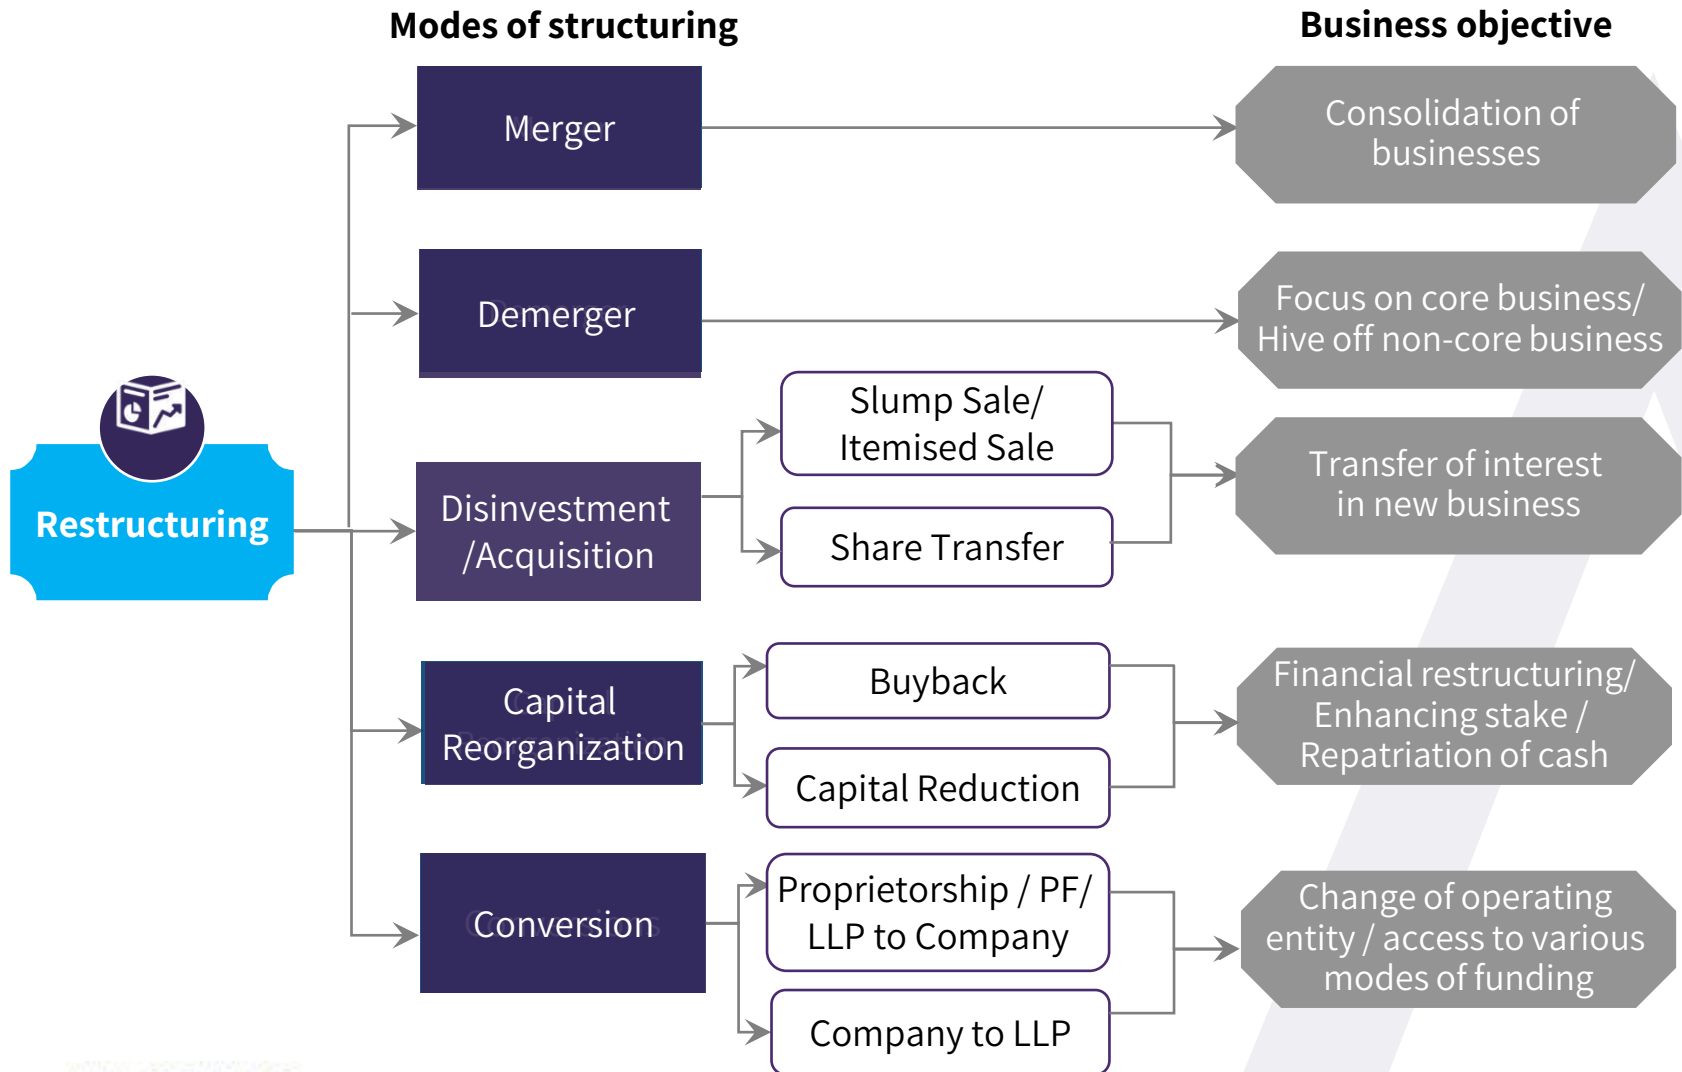 Modes of structuring
Business objective
Merger
Consolidation of
businesses
Demerger
Focus on core business/
Hive off non-core business
Restructuring
Disinvestment
/Acquisition
Slump Sale/
Itemised Sale
Share Transfer
Transfer of interest
in new business
Capital
Reorganization
Buyback
Capital Reduction
Financial restructuring/
Enhancing stake /
Repatriation of cash
Conversion
Proprietorship / PF/
LLP to Company
Company to LLP
Change of operating
entity / access to various
modes of funding